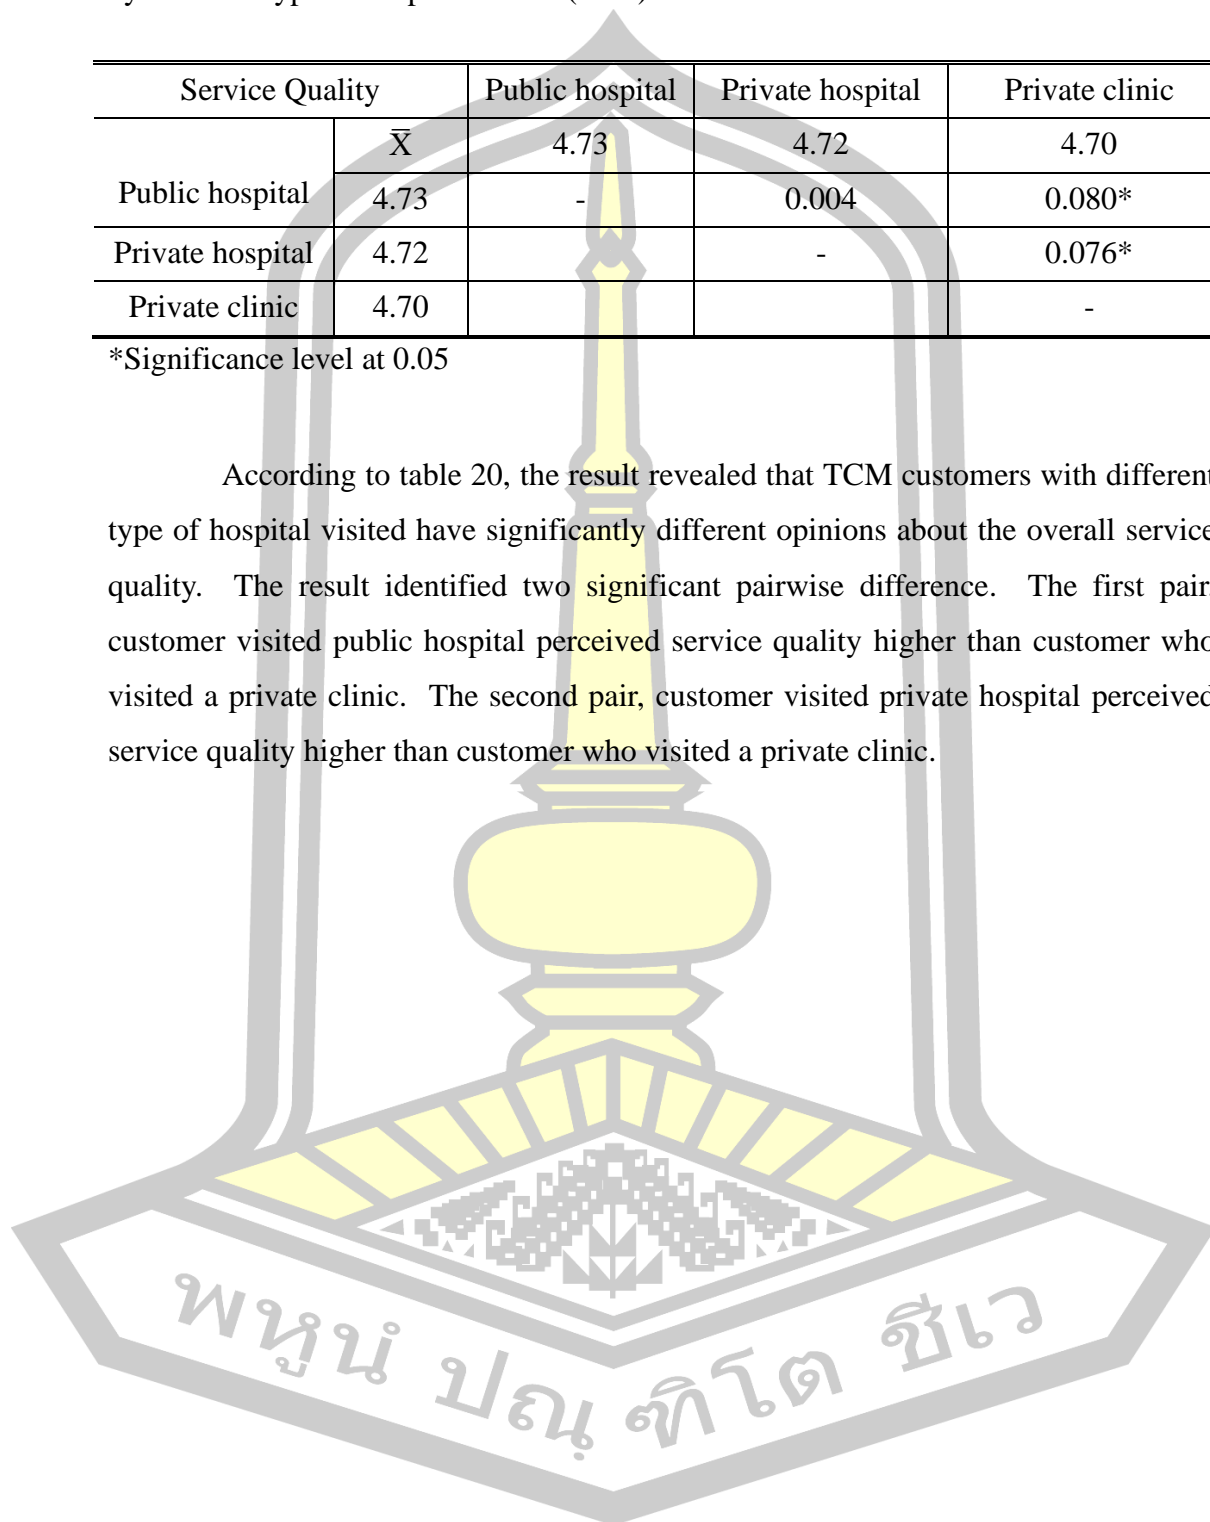 Service Quality Public hospital Private hospital Private clinic
X̅ 4.73 4.72 4.70
Public hospital 4.73 - 0.004 0.080*
Private hospital 4.72 - 0.076*
Private clinic 4.70 -
*Significance level at 0.05
According to table 20, the result revealed that TCM customers with different
type of hospital visited have significantly different opinions about the overall service
quality. The result identified two significant pairwise difference. The first pair,
customer visited public hospital perceived service quality higher than customer who
visited a private clinic. The second pair, customer visited private hospital perceived
service quality higher than customer who visited a private clinic.
พหูนํ ปณฺฑิโต ชีเว